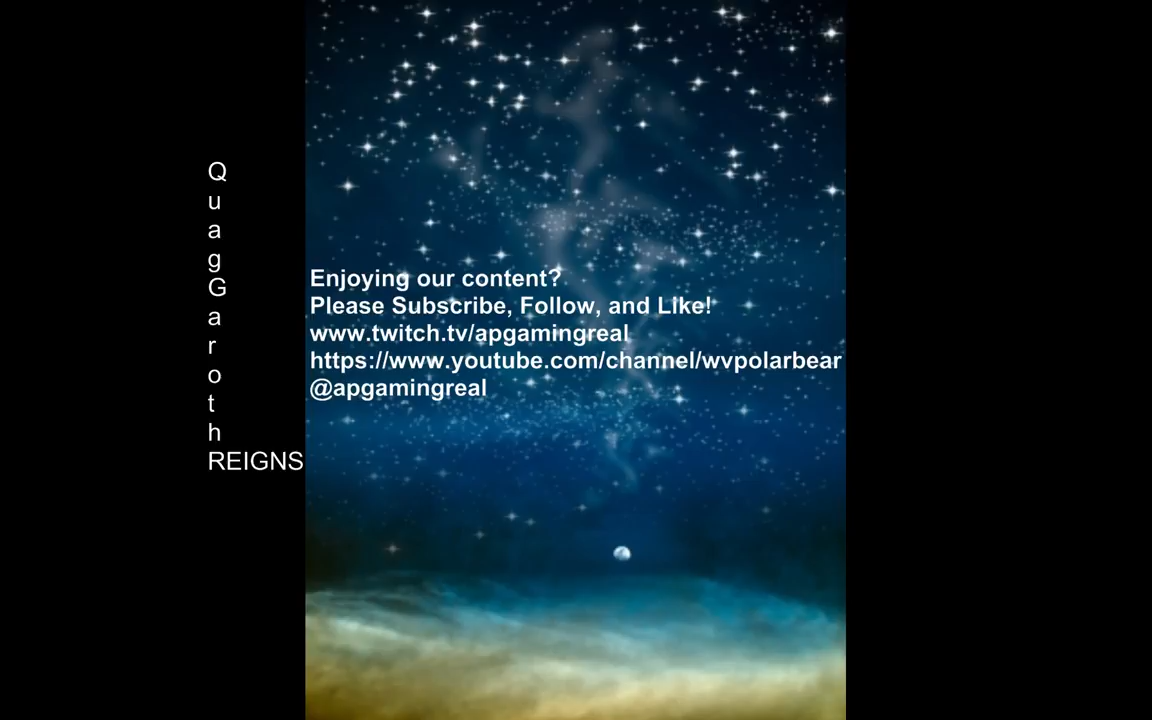 Q
u
a
g
G
a
r
o
t
h
REIGNS
Enjoying our content?
Please Subscribe, Follow, and Like!
www.twitch.tv/apgamingreal
https://www.youtube.com/channel/wvpolarbear
@apgamingreal